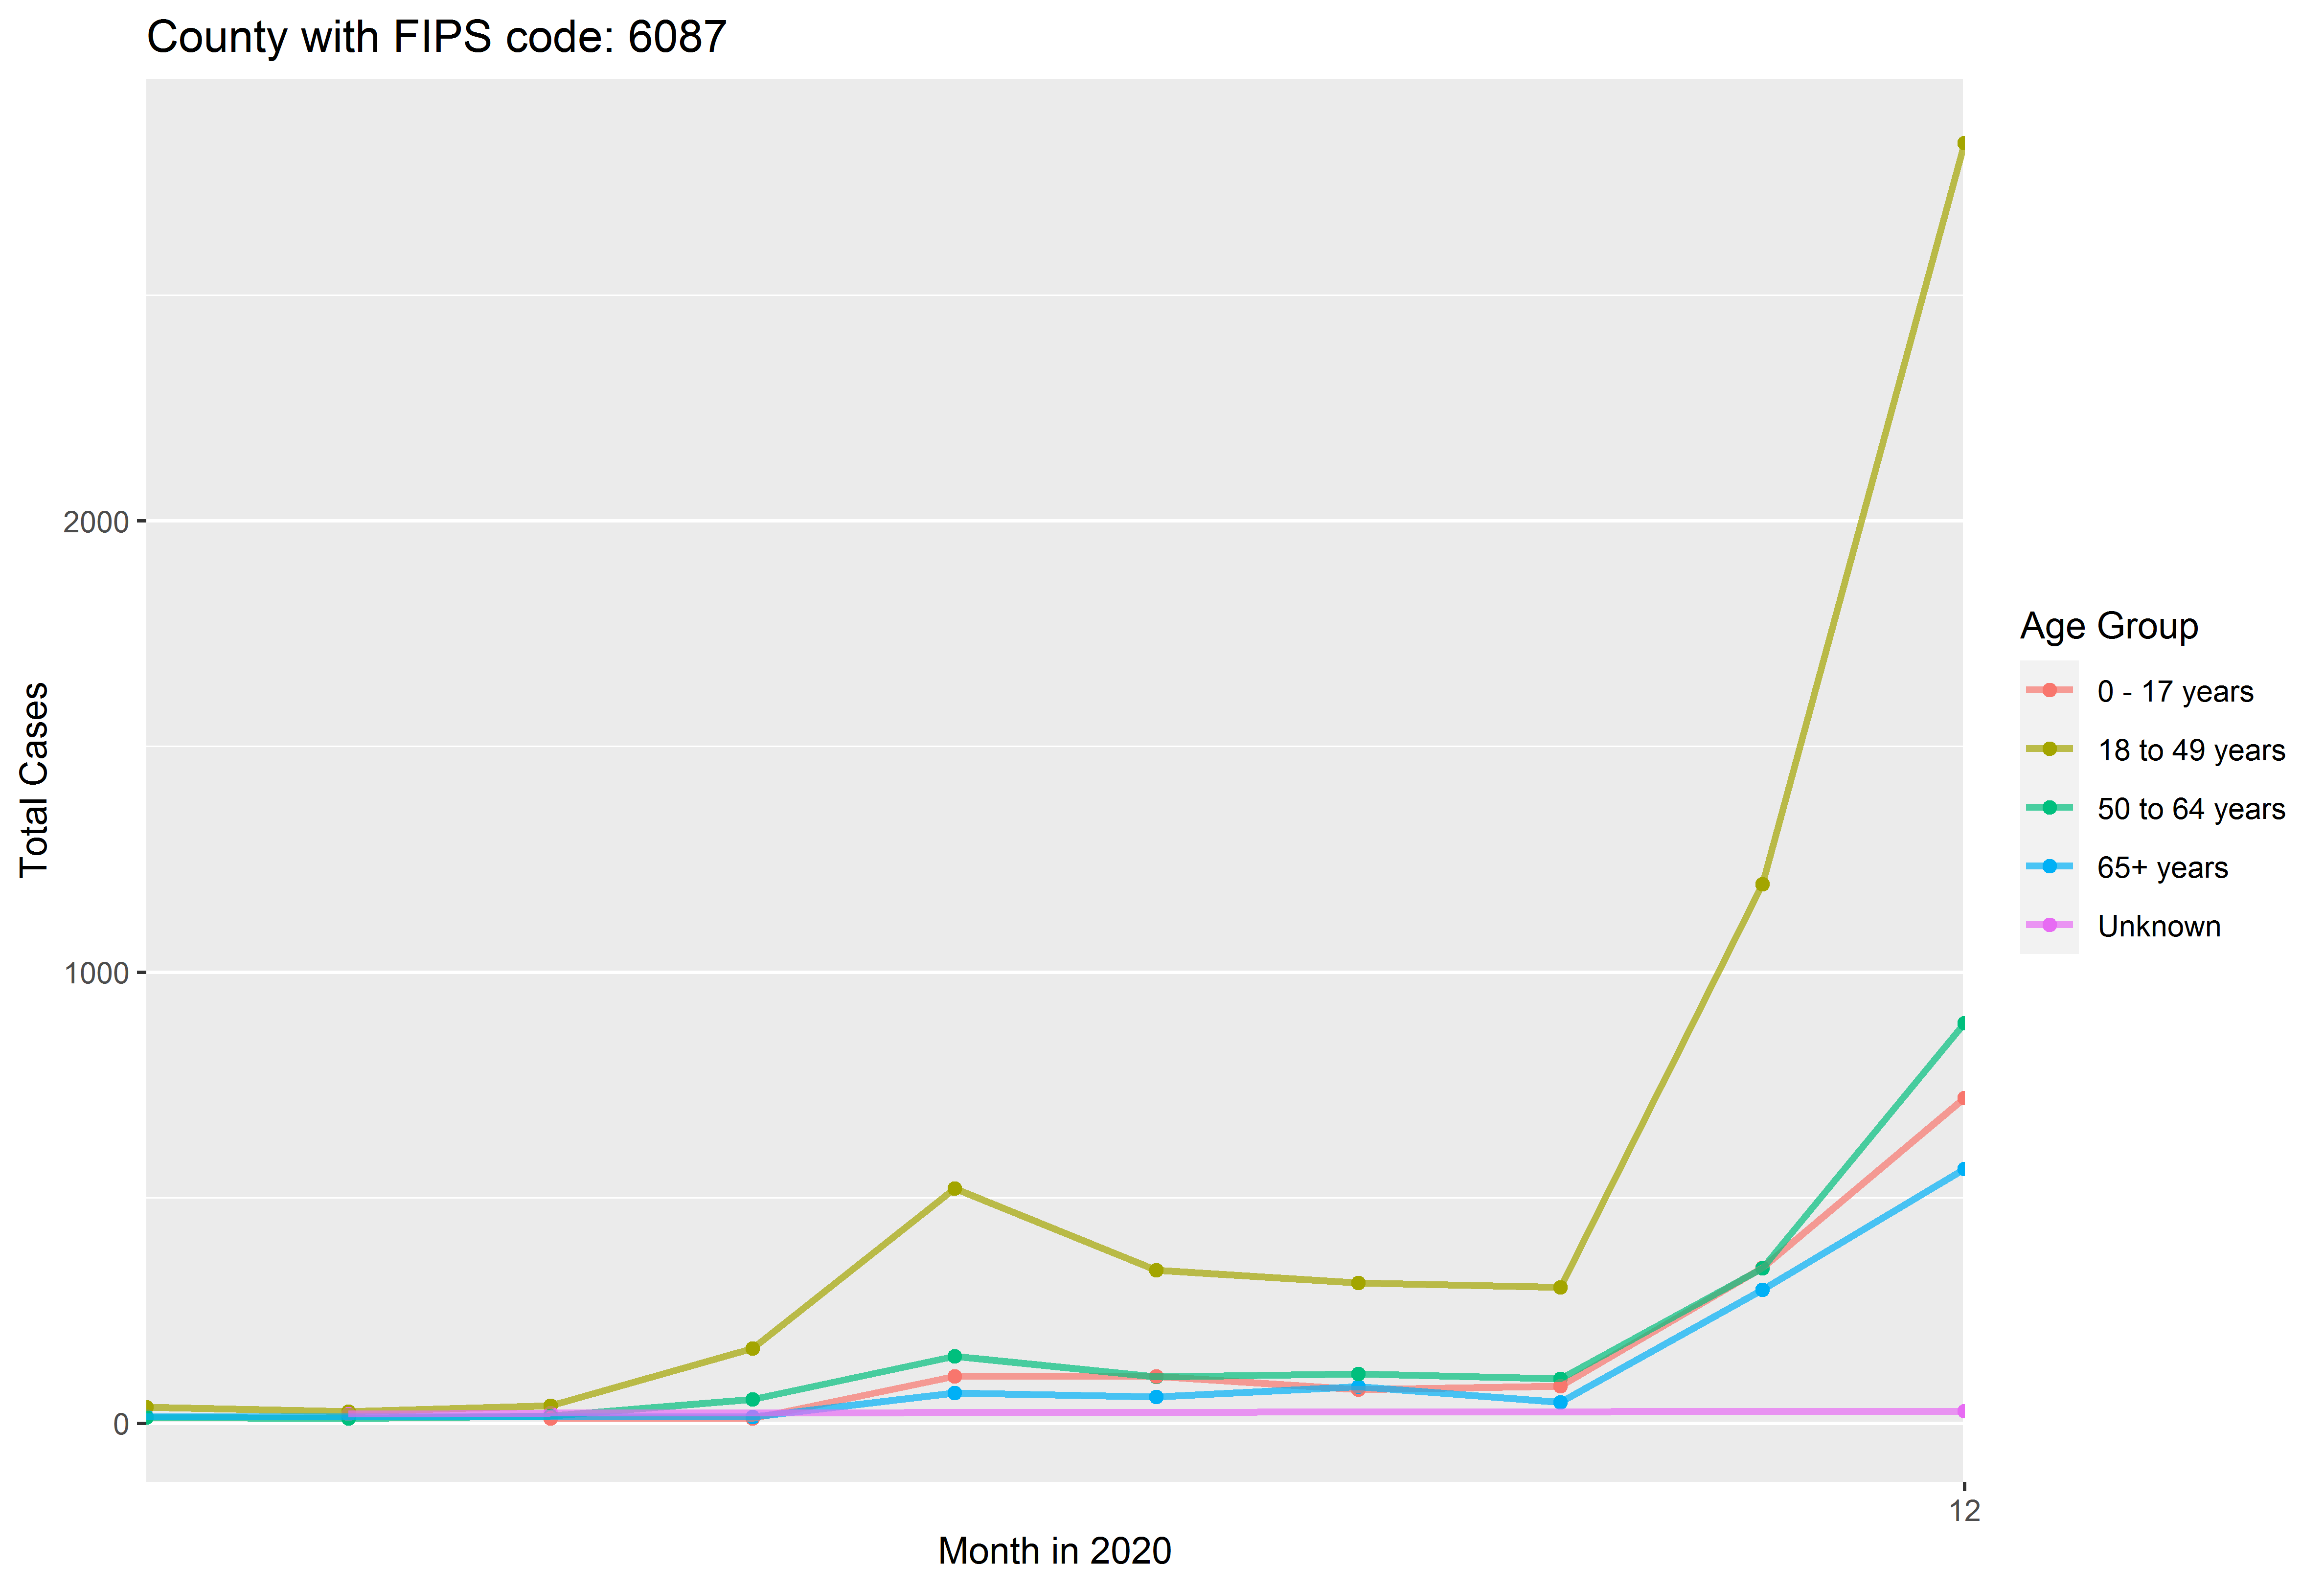 County with FIPS code: 6087
Total Cases
2000
1000
0
12
Month in 2020
Age Group
0 - 17 years
18 to 49 years
50 to 64 years
65+ years
Unknown